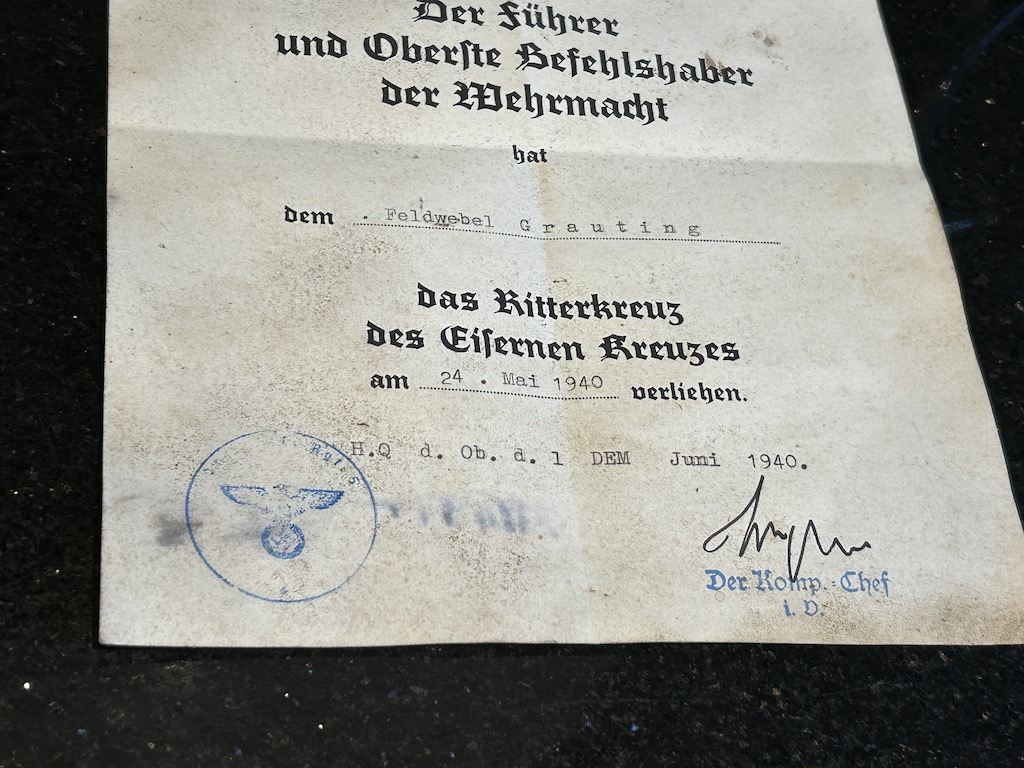 Der Führer
und Oberſte Befehlshaber
der Wehrmacht
hat
dem . Feldwebel Grauting
das Ritterkreuz
des Eiſernen Kreuzes
am 24 . Mai 1940 verliehen.
H.Q d. Ob. d. l DEM Juni 1940.
Der Komp.-Chef
i. V.